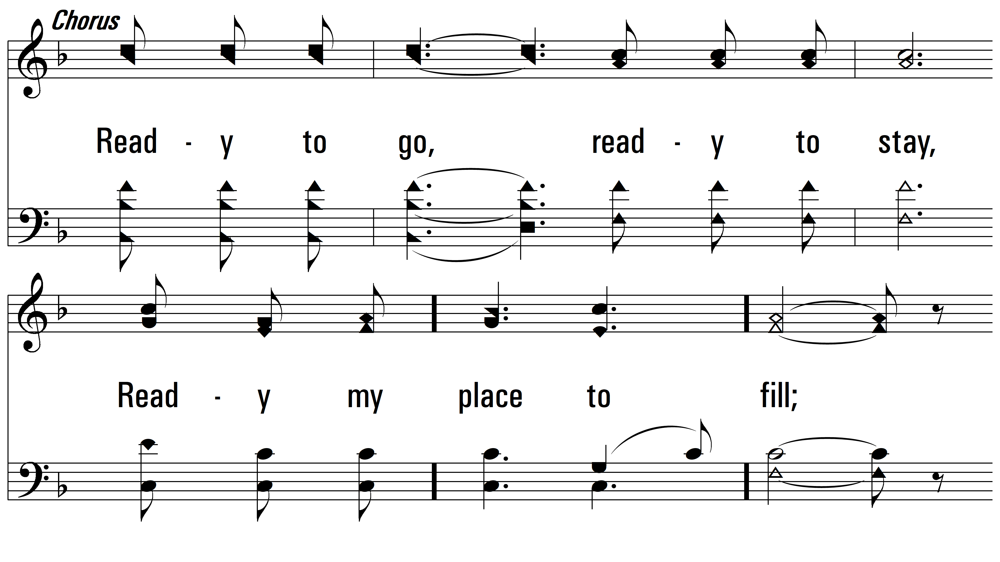 Chorus
Read - y to go, read - y to stay,
Read - y my place to fill;